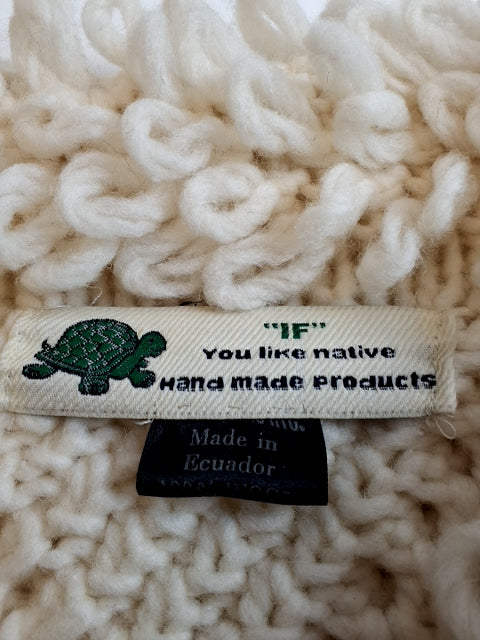 "IF"
You like native
Hand made Products
Made in
Ecuador